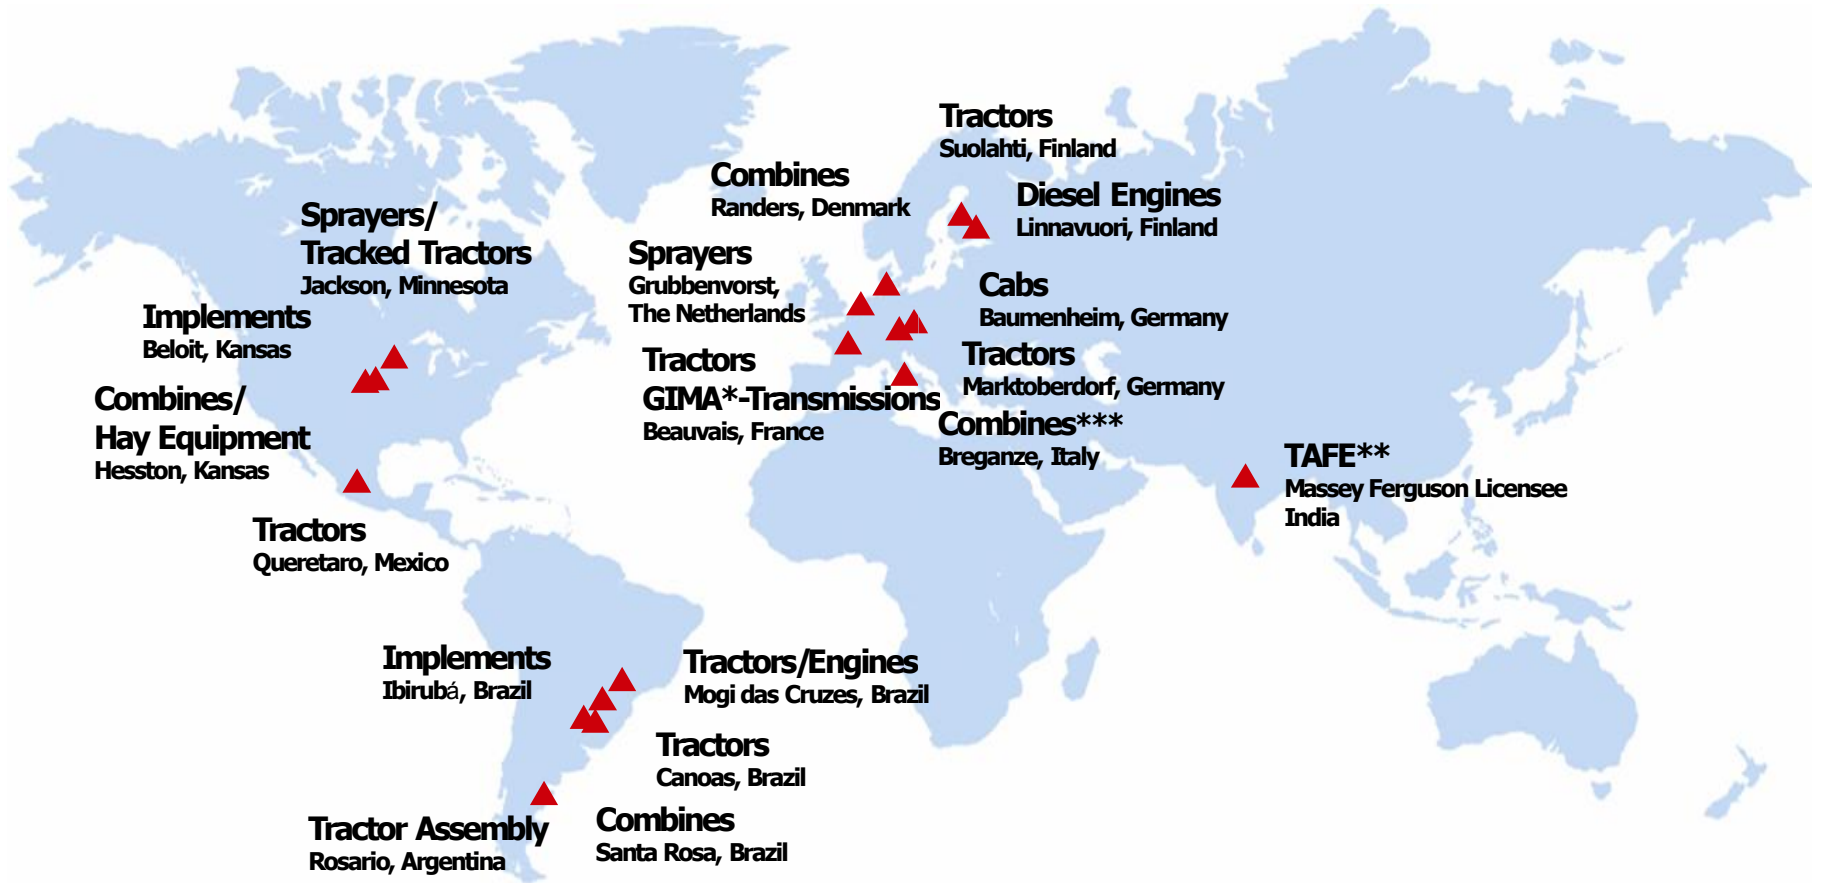 Tractors
Suolahti, Finland
Combines
Randers, Denmark
Diesel Engines
Linnavuori, Finland
Sprayers/
Tracked Tractors
Jackson, Minnesota
Sprayers
Grubbenvorst,
The Netherlands
Cabs
Baumenheim, Germany
Implements
Beloit, Kansas
Tractors
GIMA*-Transmissions
Beauvais, France
Tractors
Marktoberdorf, Germany
Combines/
Hay Equipment
Hesston, Kansas
Combines***
Breganze, Italy
TAFE**
Massey Ferguson Licensee
India
Tractors
Queretaro, Mexico
Implements
Ibirubá, Brazil
Tractors/Engines
Mogi das Cruzes, Brazil
Tractors
Canoas, Brazil
Tractor Assembly
Rosario, Argentina
Combines
Santa Rosa, Brazil